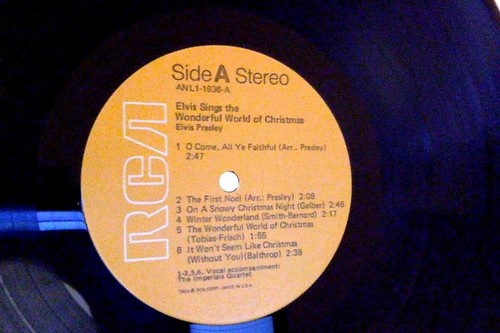 Side A Stereo
ANL1-1936-A
Elvis Sings the
Wonderful World of Christmas
Elvis Presley
1 O Come, All Ye Faithful (Arr.: Presley)
2:47
2 The First Noel (Arr.: Presley) 2:08
3 On A Snowy Christmas Night (Gelber) 2:48
4 Winter Wonderland (Smith-Bernard) 2:17
5 The Wonderful World of Christmas
(Tobias-Frisch) 1:55
6 It Won't Seem Like Christmas
(Without You) (Balthrop) 2:38
1-2,5,6, Vocal accompaniment:
The Imperials Quartet
RCA